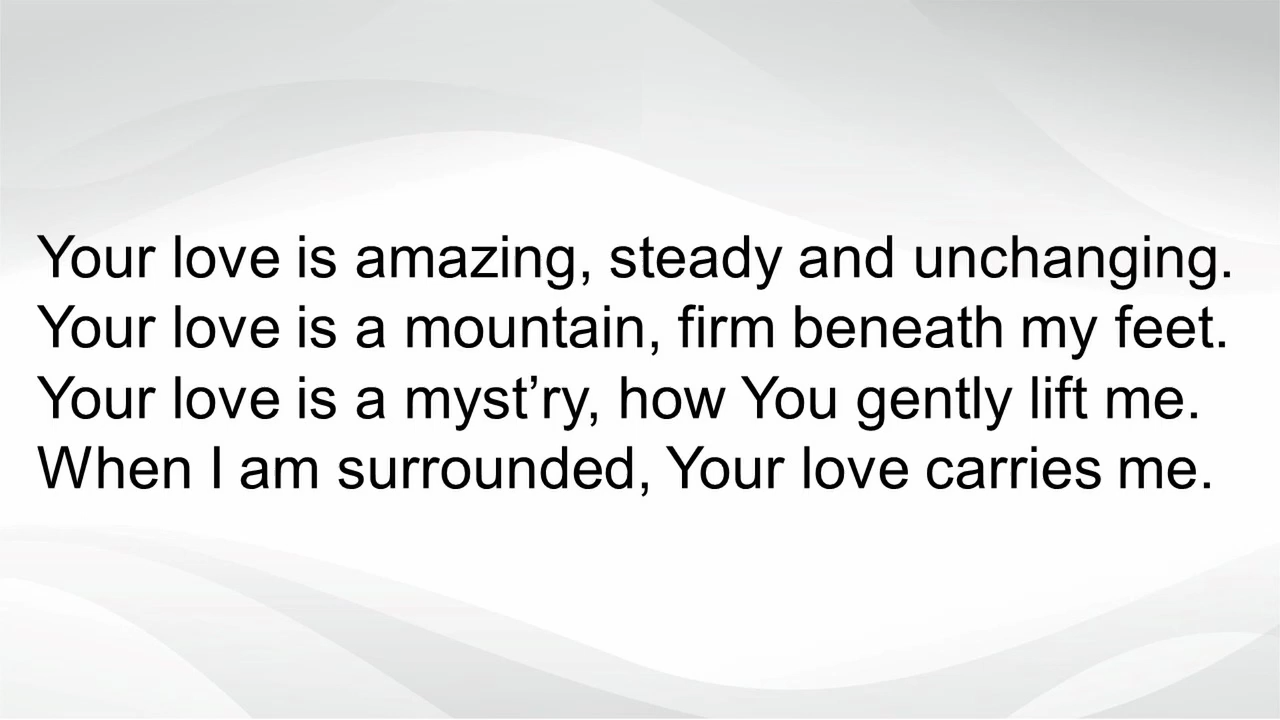 Your love is amazing, steady and unchanging.
Your love is a mountain, firm beneath my feet.
Your love is a myst’ry, how You gently lift me.
When I am surrounded, Your love carries me.